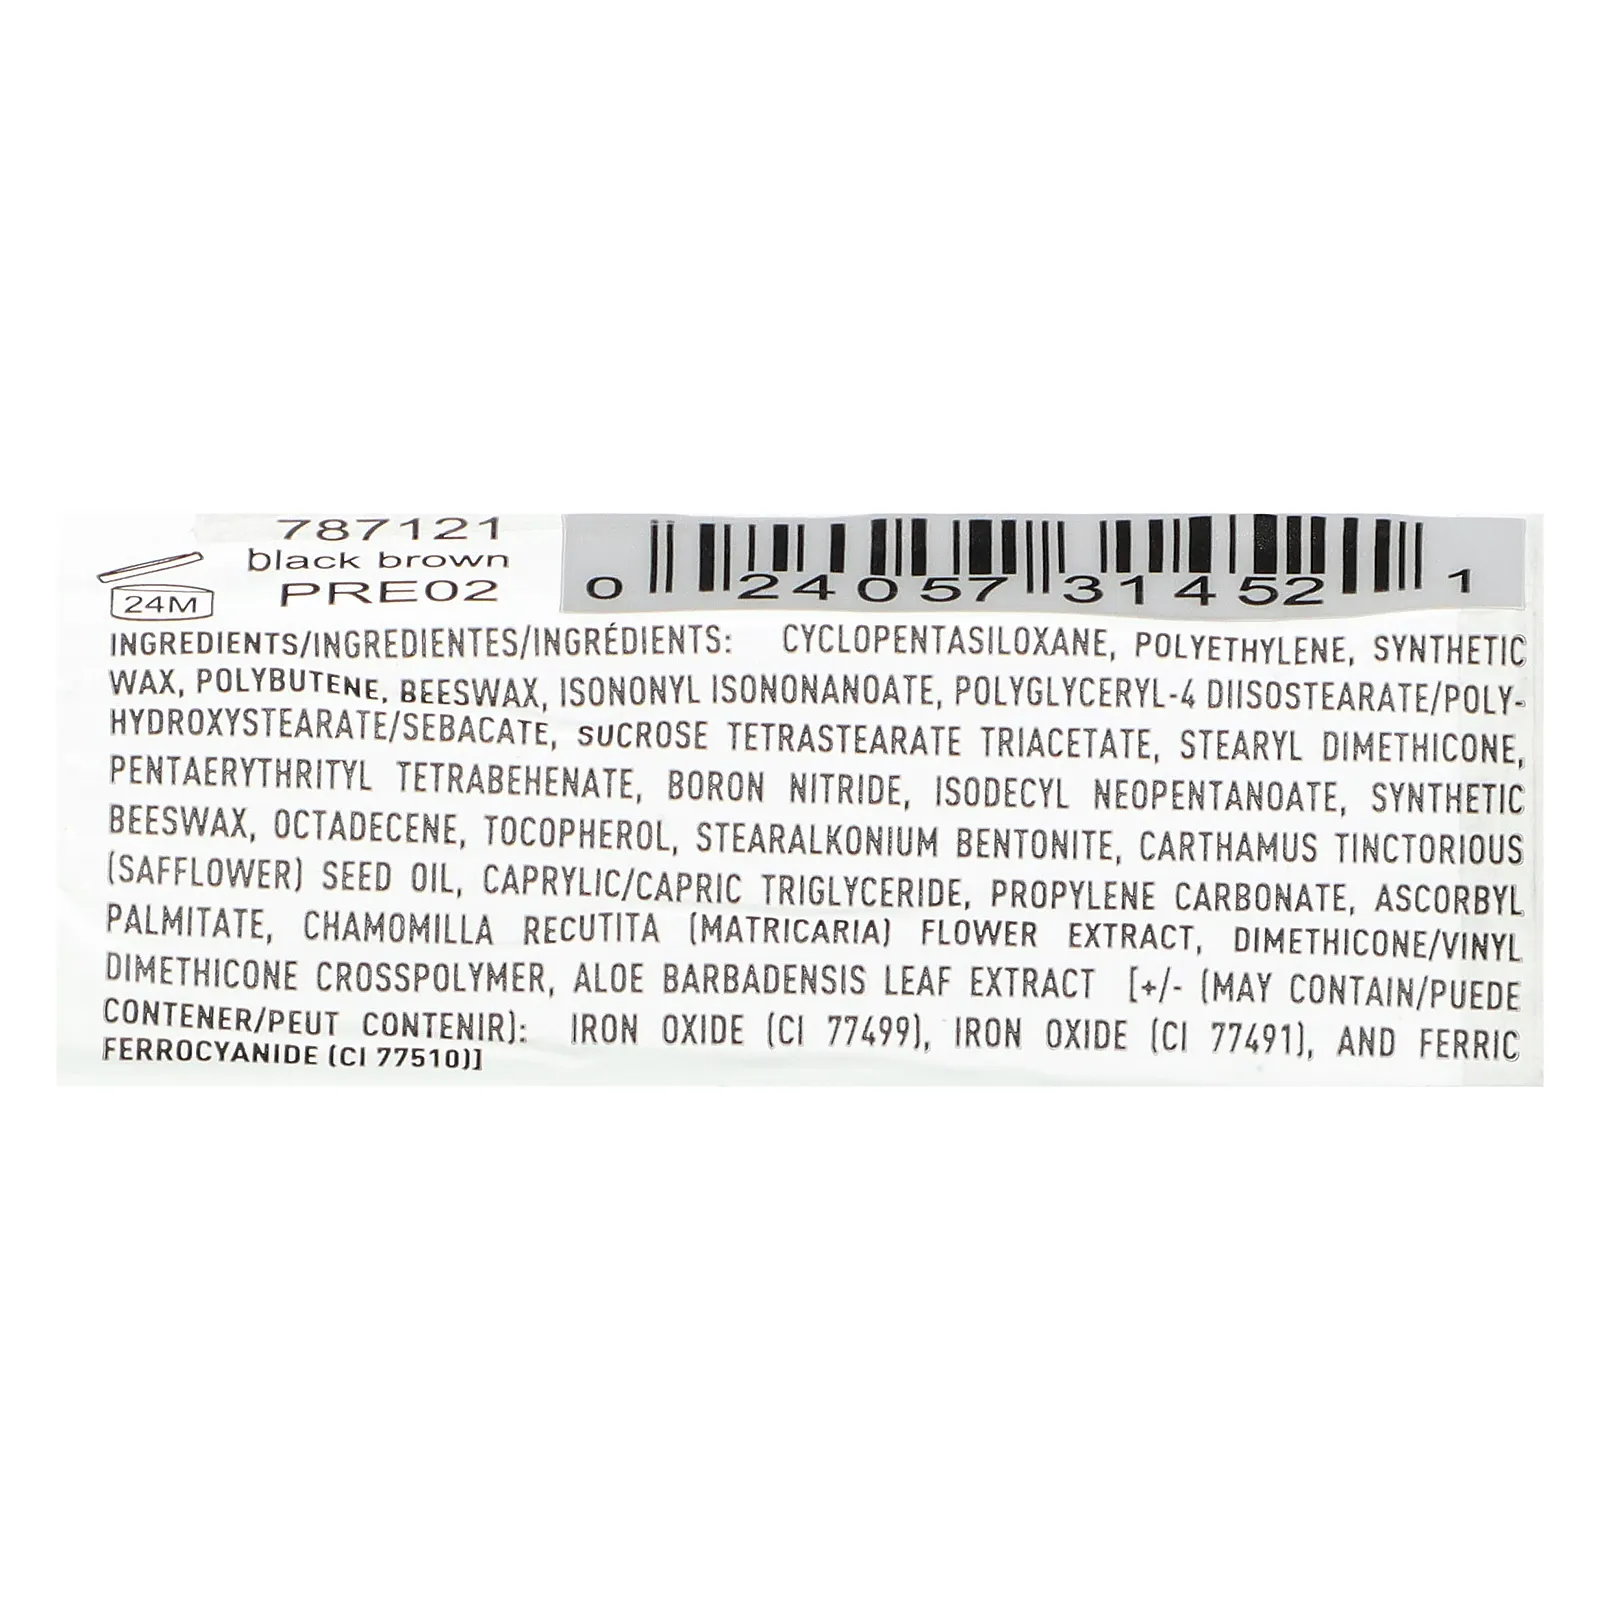 787121
black brown
PRE02
24M
0 24057 31452 1
INGREDIENTS/INGREDIENTES/INGRÉDIENTS: CYCLOPENTASILOXANE, POLYETHYLENE, SYNTHETIC
WAX, POLYBUTENE, BEESWAX, ISONONYL ISONONANOATE, POLYGLYCERYL-4 DIISOSTEARATE/POLY-
HYDROXYSTEARATE/SEBACATE, SUCROSE TETRASTEARATE TRIACETATE, STEARYL DIMETHICONE,
PENTAERYTHRITYL TETRABEHENATE, BORON NITRIDE, ISODECYL NEOPENTANOATE, SYNTHETIC
BEESWAX, OCTADECENE, TOCOPHEROL, STEARALKONIUM BENTONITE, CARTHAMUS TINCTORIOUS
(SAFFLOWER) SEED OIL, CAPRYLIC/CAPRIC TRIGLYCERIDE, PROPYLENE CARBONATE, ASCORBYL
PALMITATE, CHAMOMILLA RECUTITA (MATRICARIA) FLOWER EXTRACT, DIMETHICONE/VINYL
DIMETHICONE CROSSPOLYMER, ALOE BARBADENSIS LEAF EXTRACT [+/- (MAY CONTAIN/PUEDE
CONTENER/PEUT CONTENIR): IRON OXIDE (CI 77499), IRON OXIDE (CI 77491), AND FERRIC
FERROCYANIDE (CI 77510)]